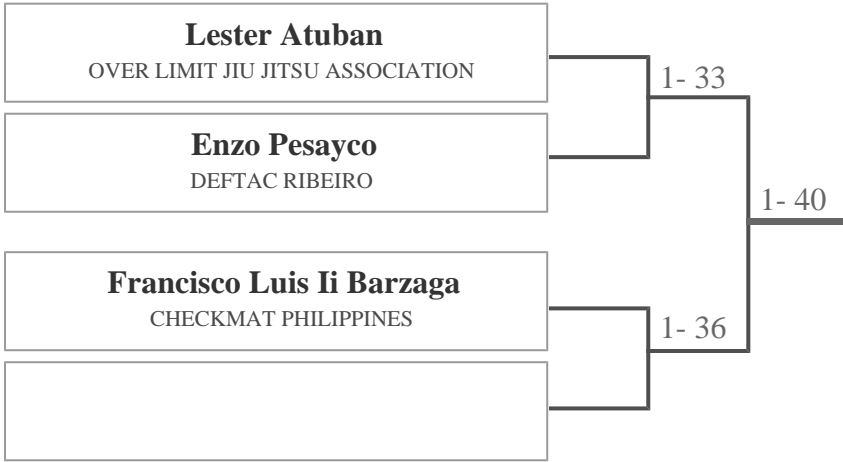 Lester Atuban
OVER LIMIT JIU JITSU ASSOCIATION
1- 33
Enzo Pesayco
DEFTAC RIBEIRO
1- 40
Francisco Luis Ii Barzaga
CHECKMAT PHILIPPINES
1- 36